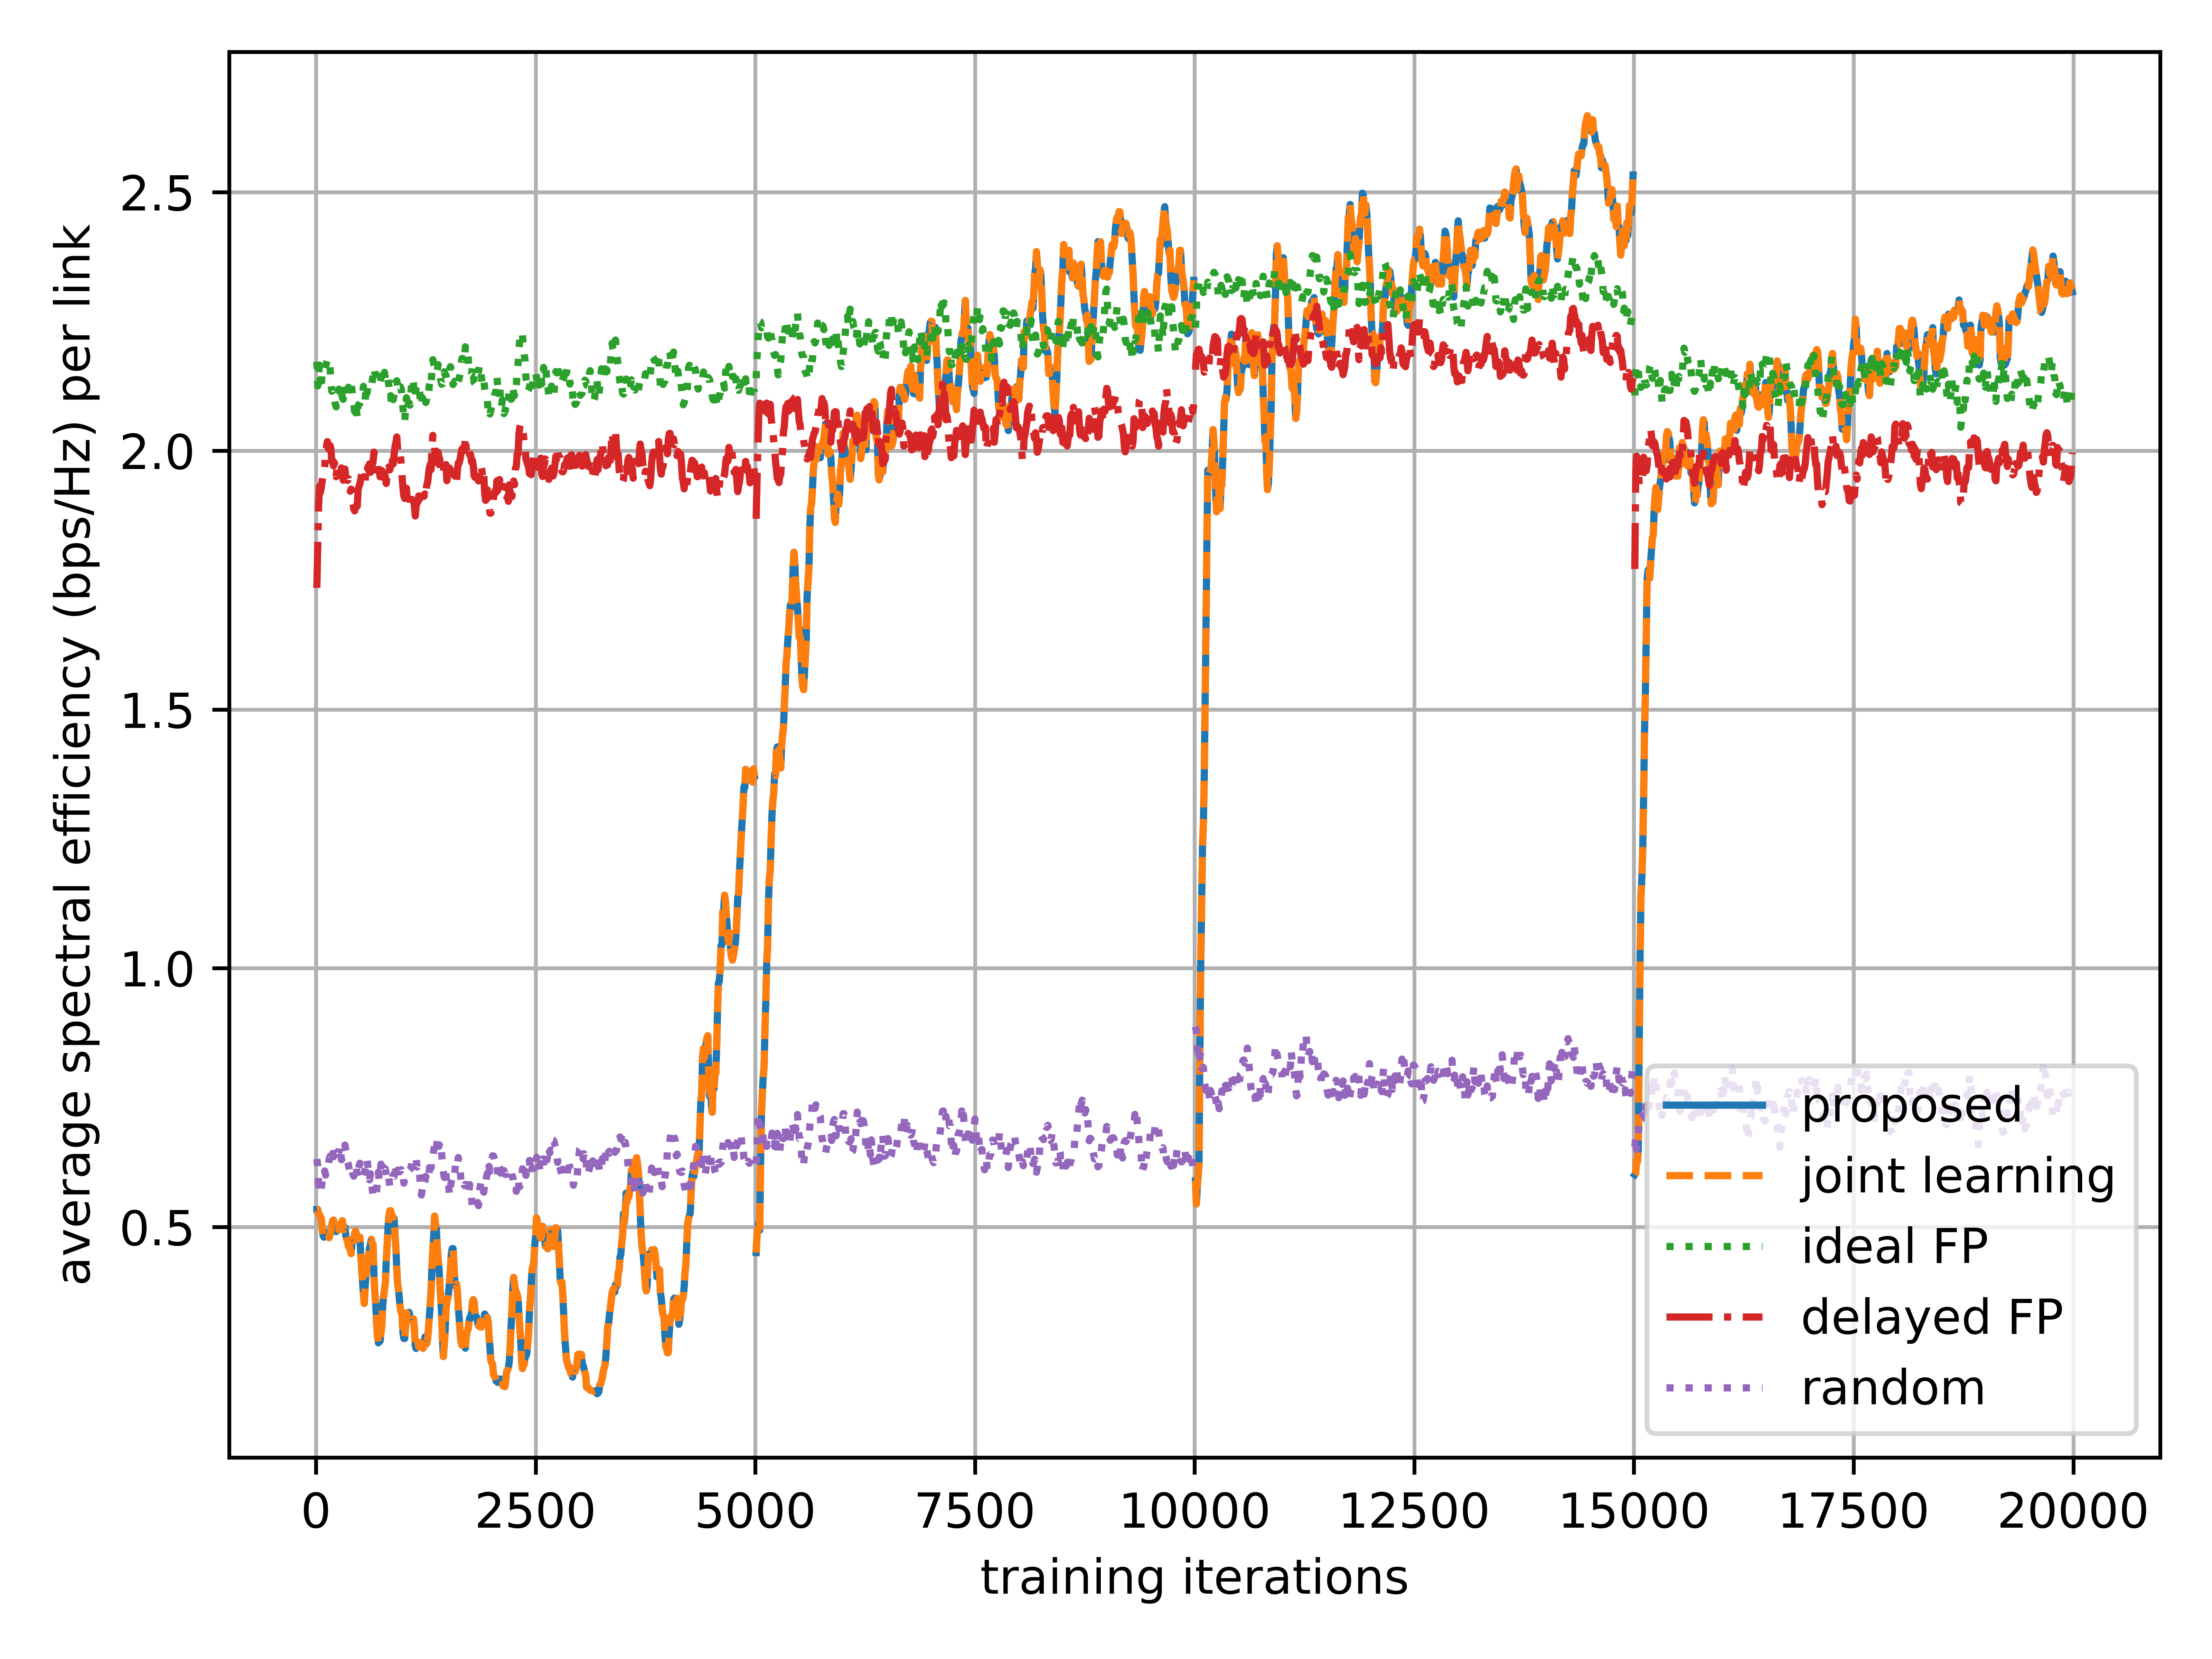 average spectral efficiency (bps/Hz) per link
2.5
2.0
1.5
1.0
0.5
proposed
joint learning
ideal FP
delayed FP
random
0 2500 5000 7500 10000 12500 15000 17500 20000
training iterations